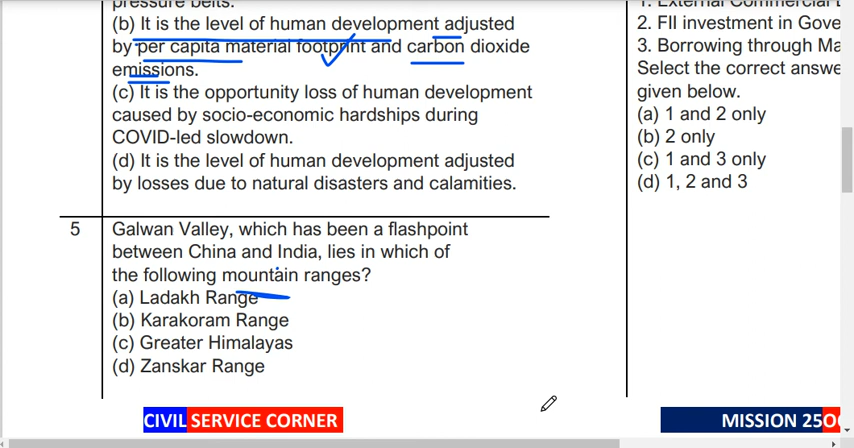 pressure belts.
(b) It is the level of human development adjusted
by per capita material footprint and carbon dioxide
emissions.
(c) It is the opportunity loss of human development
caused by socio-economic hardships during
COVID-led slowdown.
(d) It is the level of human development adjusted
by losses due to natural disasters and calamities.
5 Galwan Valley, which has been a flashpoint
between China and India, lies in which of
the following mountain ranges?
(a) Ladakh Range
(b) Karakoram Range
(c) Greater Himalayas
(d) Zanskar Range
CIVIL SERVICE CORNER
1. External Commercial
2. FII investment in Gove
3. Borrowing through Ma
Select the correct answe
given below.
(a) 1 and 2 only
(b) 2 only
(c) 1 and 3 only
(d) 1, 2 and 3
MISSION 25O